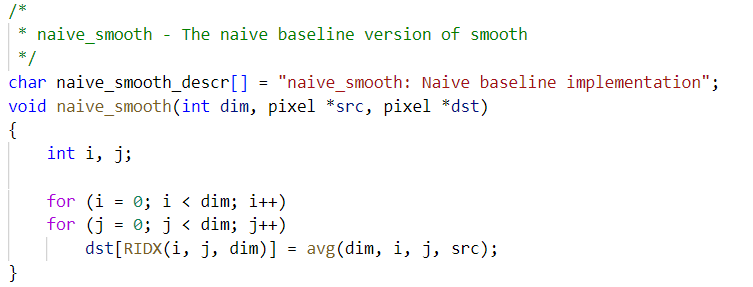 /*
 * naive_smooth - The naive baseline version of smooth
 */
char naive_smooth_descr[] = "naive_smooth: Naive baseline implementation";
void naive_smooth(int dim, pixel *src, pixel *dst)
{
    int i, j;

    for (i = 0; i < dim; i++)
    for (j = 0; j < dim; j++)
        dst[RIDX(i, j, dim)] = avg(dim, i, j, src);
}